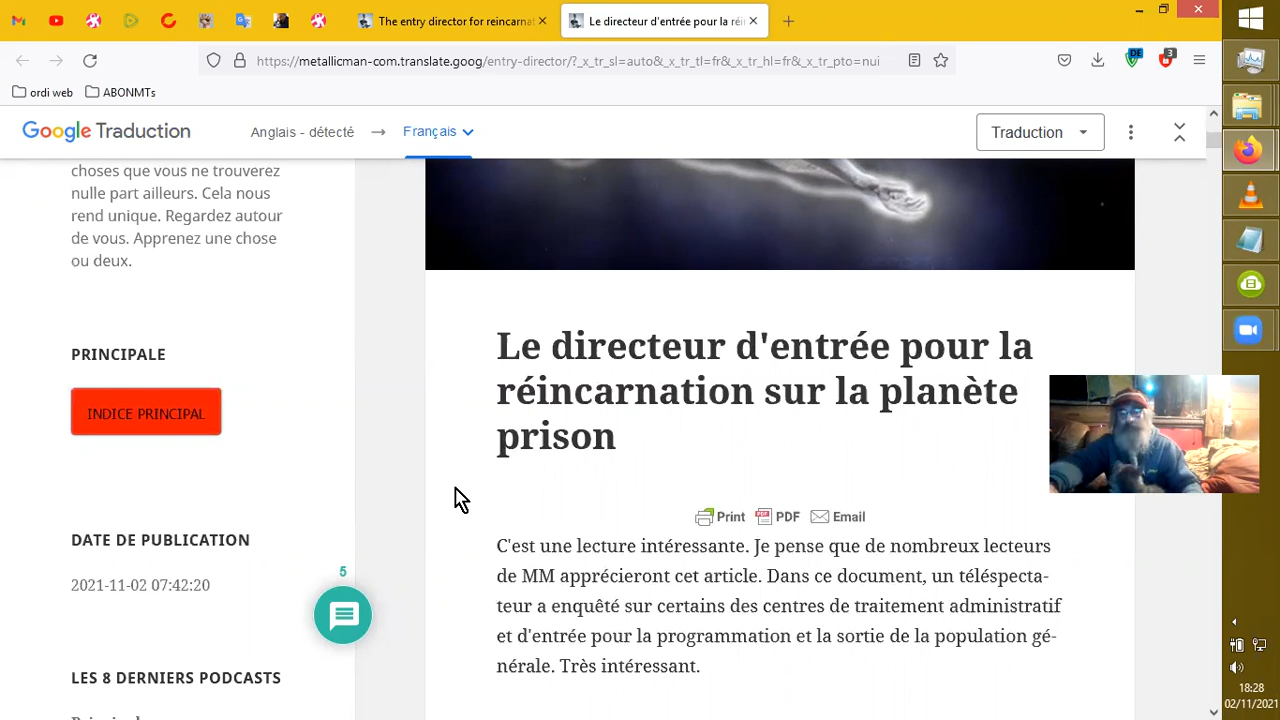 The entry director for reincarnat
Le directeur d'entrée pour la réi
https://metallicman-com.translate.goog/entry-director/?_x_tr_sl=auto&_x_tr_tl=fr&_x_tr_hl=fr&_x_tr_pto=nui
DE
3
ordi web
ABONMTs
Google Traduction
Anglais - détecté
Français
Traduction
choses que vous ne trouverez
nulle part ailleurs. Cela nous
rend unique. Regardez autour
de vous. Apprenez une chose
ou deux.
PRINCIPALE
INDICE PRINCIPAL
DATE DE PUBLICATION
2021-11-02 07:42:20
5
LES 8 DERNIERS PODCASTS
Le directeur d'entrée pour la
réincarnation sur la planète
prison
Print PDF Email
C'est une lecture intéressante. Je pense que de nombreux lecteurs
de MM apprécieront cet article. Dans ce document, un téléspecta-
teur a enquêté sur certains des centres de traitement administratif
et d'entrée pour la programmation et la sortie de la population gé-
nérale. Très intéressant.
18:28
02/11/2021